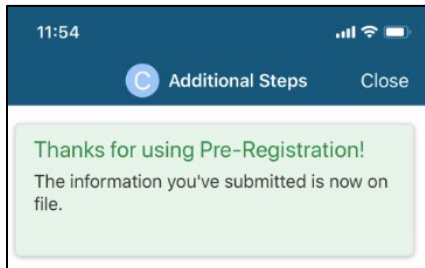 11:54
C Additional Steps Close
Thanks for using Pre-Registration!
The information you've submitted is now on
file.